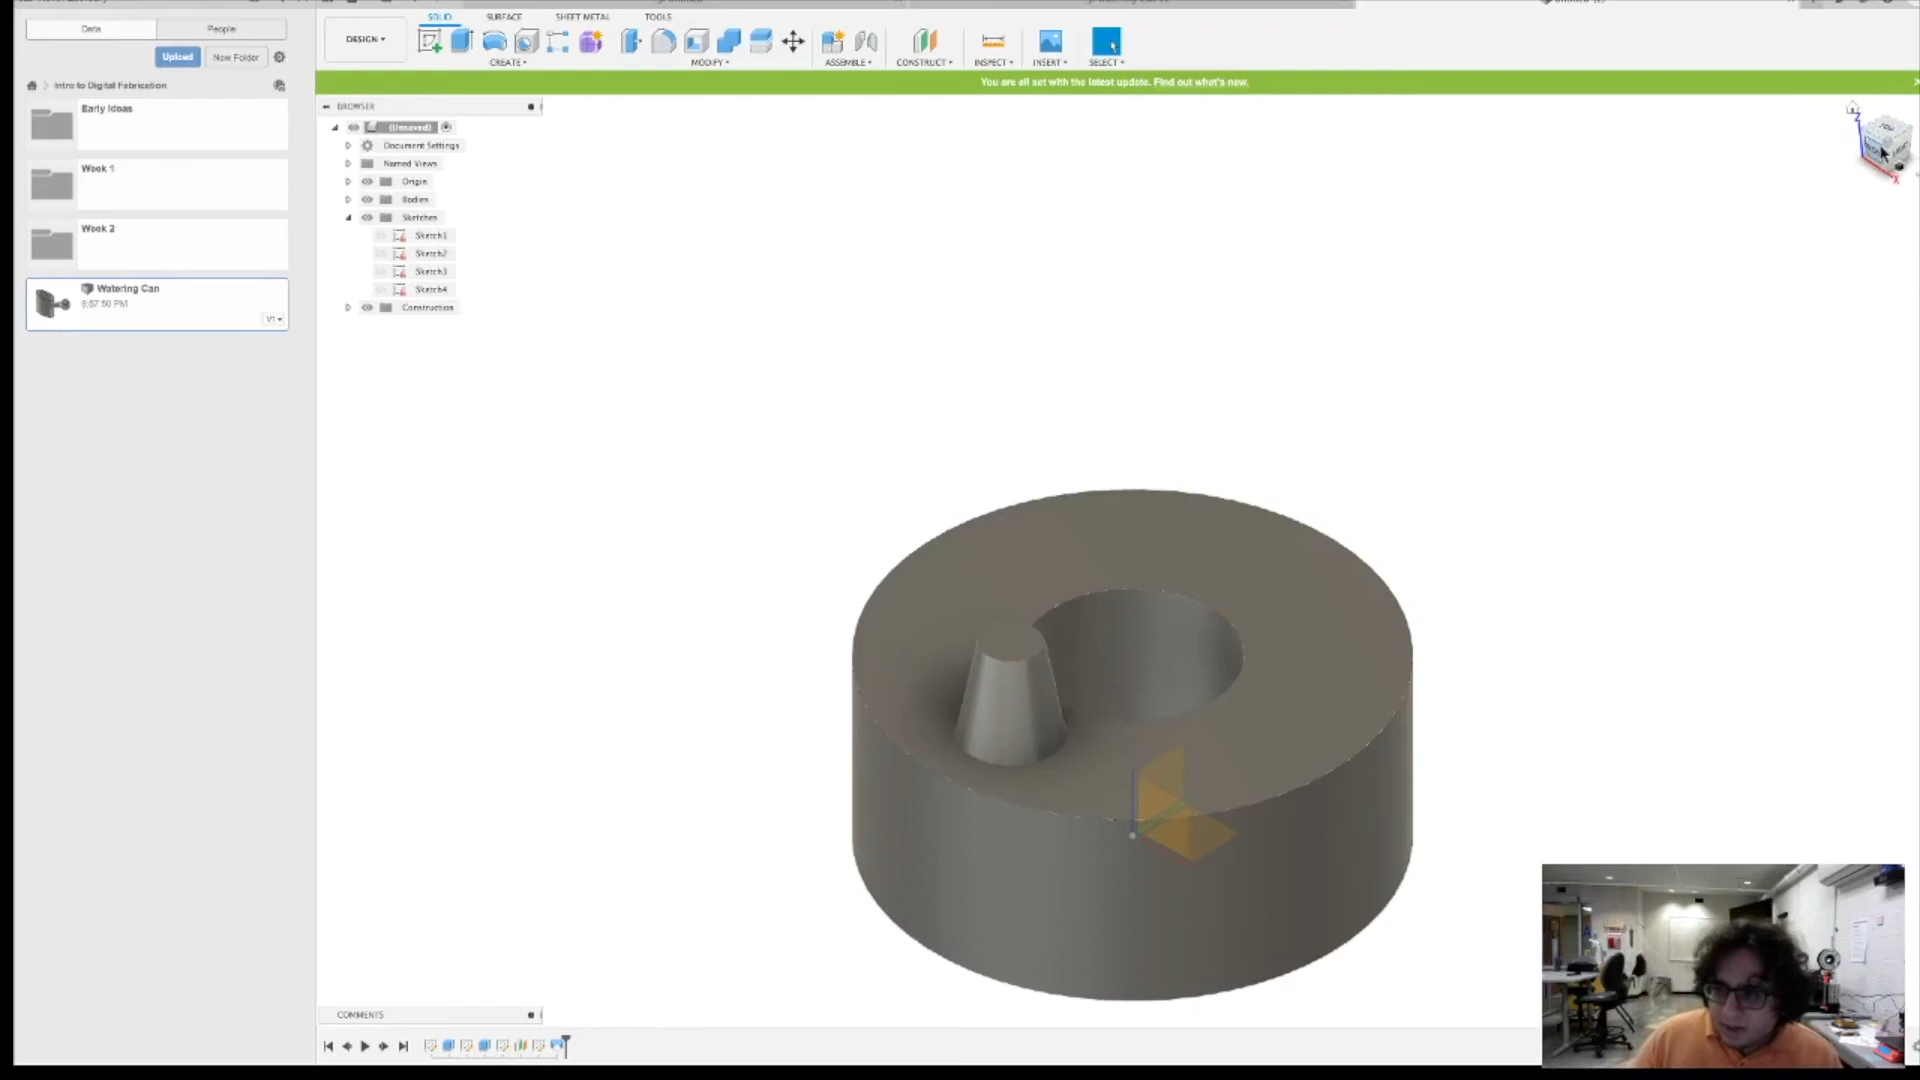 Data
People
Upload
New Folder
Intro to Digital Fabrication
Early Ideas
Week 1
Week 2
Watering Can
V1
SOLID
SURFACE
SHEET METAL
TOOLS
DESIGN
CREATE
MODIFY
ASSEMBLE
CONSTRUCT
INSPECT
INSERT
SELECT
You are all set with the latest update. Find out what's new.
BROWSER
(Unsaved)
Document Settings
Named Views
Origin
Bodies
Sketches
Sketch1
Sketch2
Sketch3
Sketch4
Construction
Z
TOP
X
COMMENTS